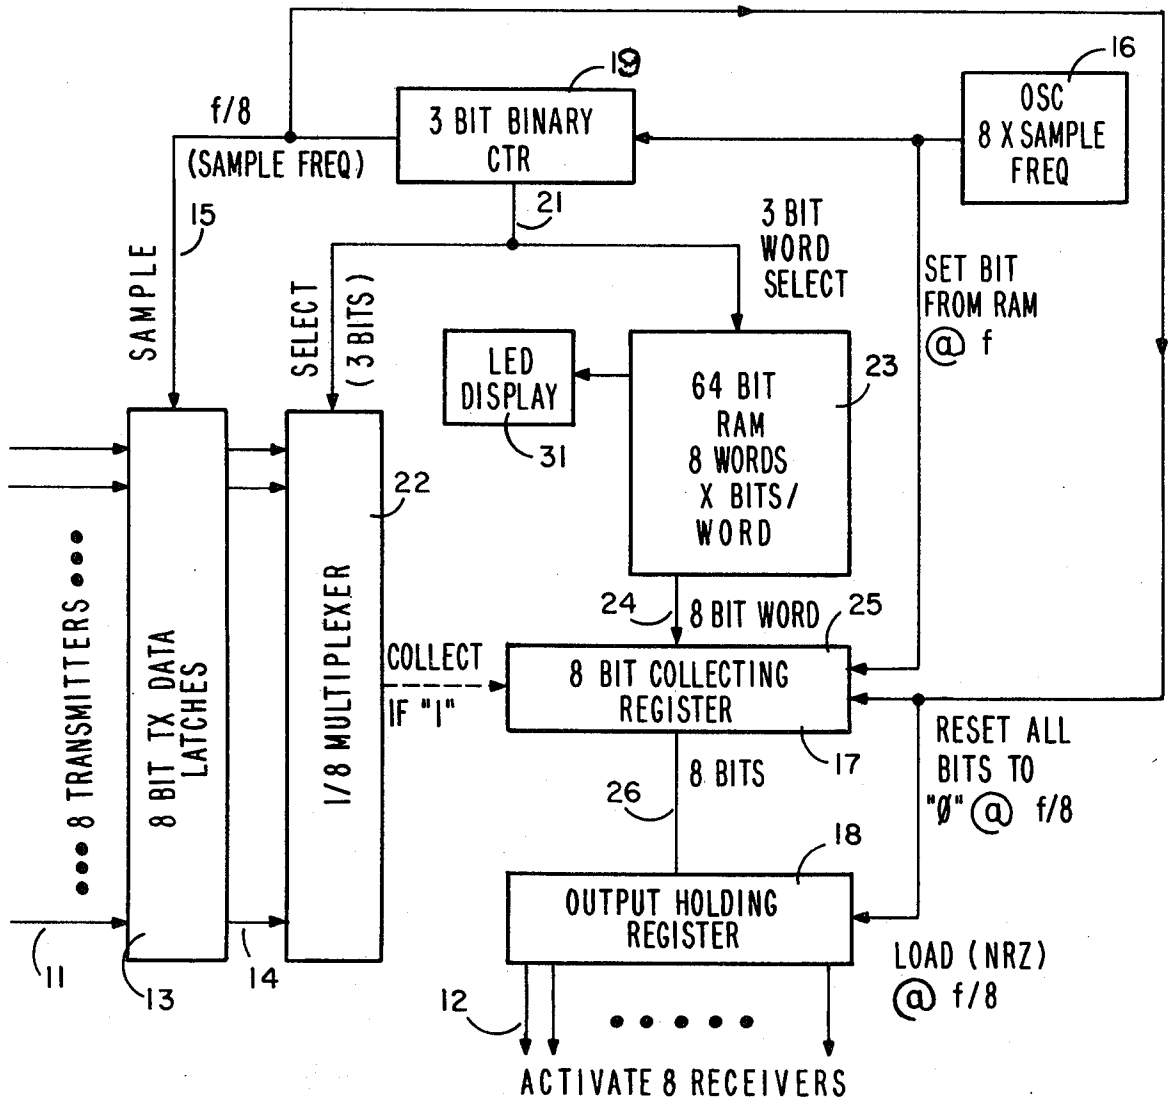 19
16
3 BIT BINARY
CTR
OSC
8 X SAMPLE
FREQ
f/8
(SAMPLE FREQ)
15
21
SAMPLE
SELECT
(3 BITS)
3 BIT
WORD
SELECT
SET BIT
FROM RAM
@ f
LED
DISPLAY
31
64 BIT
RAM
8 WORDS
X BITS/
WORD
23
22
8 TRANSMITTERS
8 BIT TX DATA
LATCHES
1/8 MULTIPLEXER
24
8 BIT WORD
25
COLLECT
IF "1"
8 BIT COLLECTING
REGISTER
17
8 BITS
26
RESET ALL
BITS TO
"Ø" @ f/8
18
OUTPUT HOLDING
REGISTER
LOAD (NRZ)
@ f/8
11
13
14
12
ACTIVATE 8 RECEIVERS